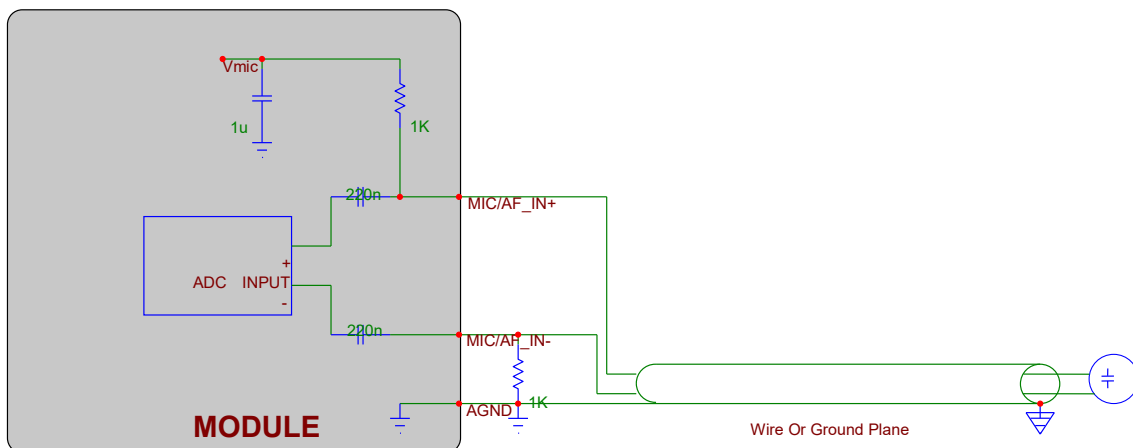 Vmic
1u
1K
220n
MIC/AF_IN+
+
ADC INPUT
-
220n
MIC/AF_IN-
1K
AGND
MODULE
Wire Or Ground Plane